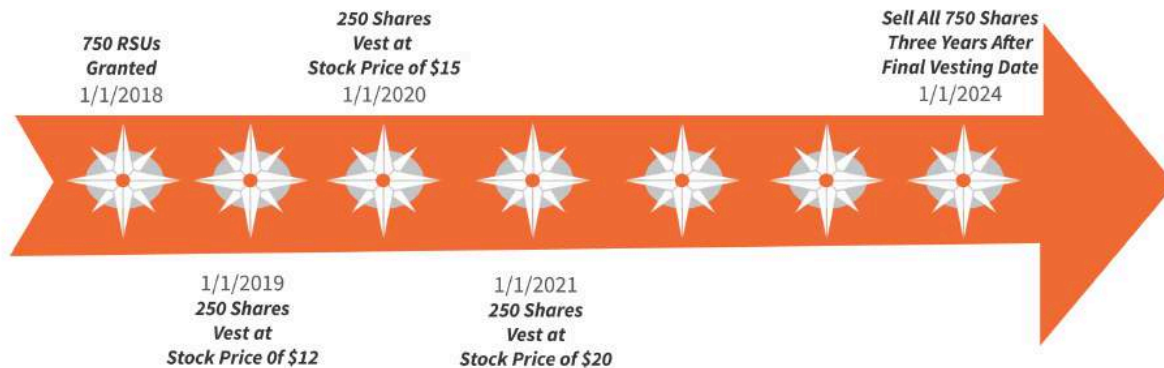 750 RSUs
Granted
1/1/2018
250 Shares
Vest at
Stock Price of $15
1/1/2020
Sell All 750 Shares
Three Years After
Final Vesting Date
1/1/2024
1/1/2019
250 Shares
Vest at
Stock Price 0f $12
1/1/2021
250 Shares
Vest at
Stock Price of $20